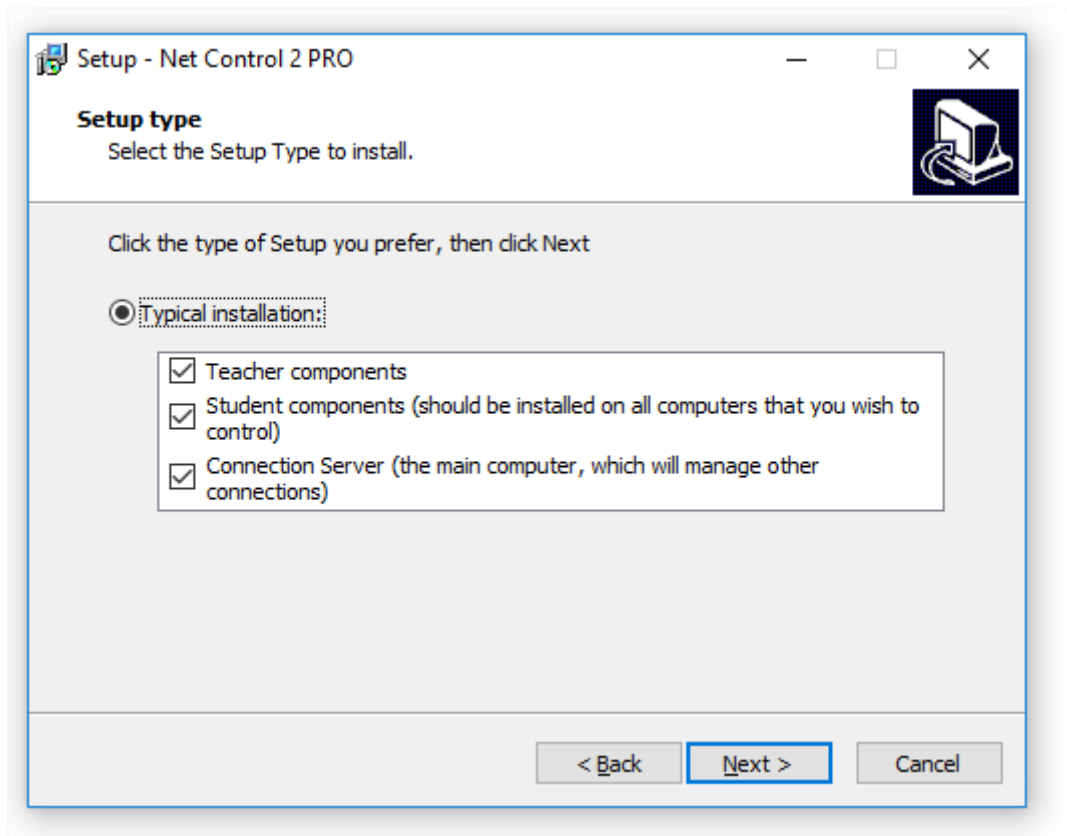 Setup - Net Control 2 PRO
Setup type
Select the Setup Type to install.
Click the type of Setup you prefer, then click Next
Typical installation:
Teacher components
Student components (should be installed on all computers that you wish to
control)
Connection Server (the main computer, which will manage other
connections)
< Back
Next >
Cancel